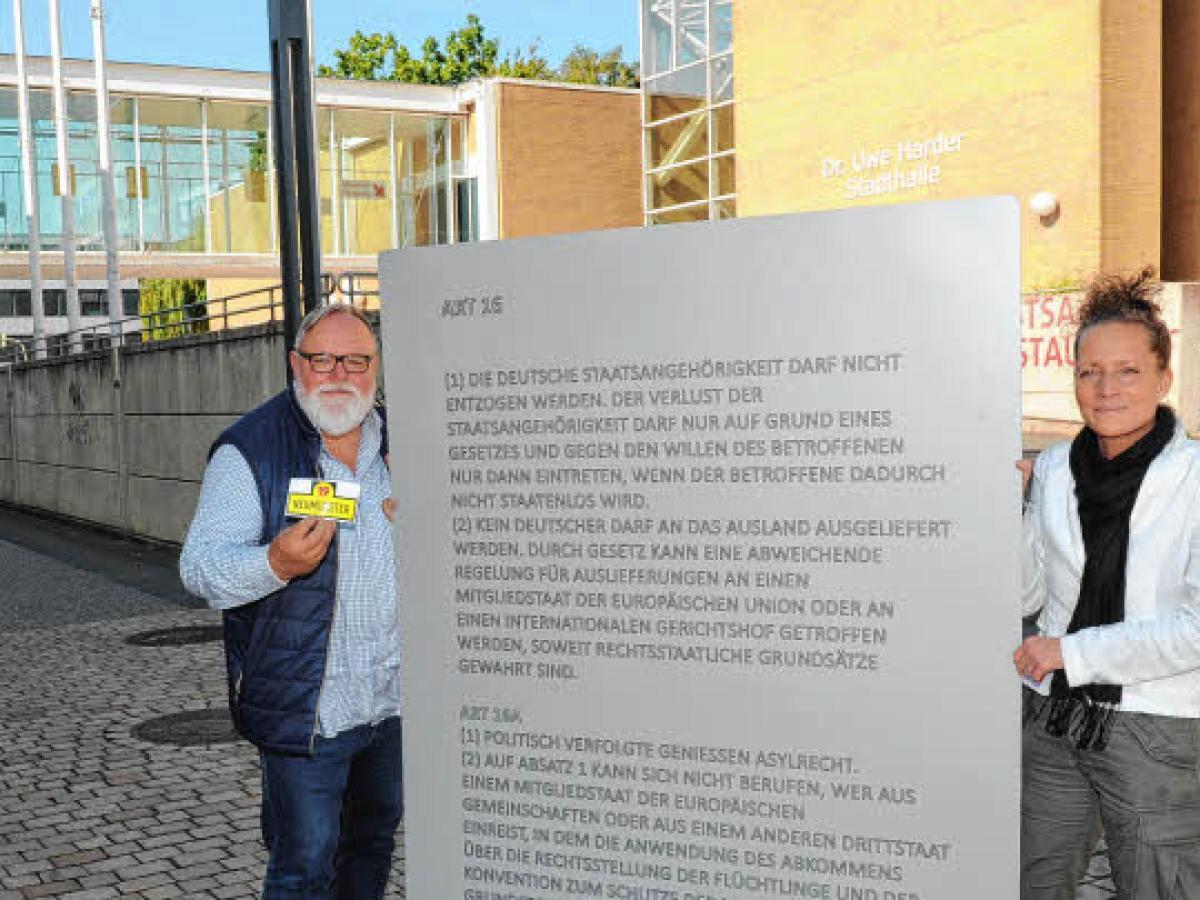 Dr. Uwe Harder
Stadthalle
ART 16
(1) DIE DEUTSCHE STAATSANGEHÖRIGKEIT DARF NICHT
ENTZOGEN WERDEN. DER VERLUST DER
STAATSANGEHÖRIGKEIT DARF NUR AUF GRUND EINES
GESETZES UND GEGEN DEN WILLEN DES BETROFFENEN
NUR DANN EINTRETEN, WENN DER BETROFFENE DADURCH
NICHT STAATENLOS WIRD.
(2) KEIN DEUTSCHER DARF AN DAS AUSLAND AUSGELIEFERT
WERDEN. DURCH GESETZ KANN EINE ABWEICHENDE
REGELUNG FÜR AUSLIEFERUNGEN AN EINEN
MITGLIEDSTAAT DER EUROPÄISCHEN UNION ODER AN
EINEN INTERNATIONALEN GERICHTSHOF GETROFFEN
WERDEN, SOWEIT RECHTSSTAATLICHE GRUNDSÄTZE
GEWAHRT SIND.
ART 16A
(1) POLITISCH VERFOLGTE GENIESSEN ASYLRECHT.
(2) AUF ABSATZ 1 KANN SICH NICHT BERUFEN, WER AUS
EINEM MITGLIEDSTAAT DER EUROPÄISCHEN
GEMEINSCHAFTEN ODER AUS EINEM ANDEREN DRITTSTAAT
EINREIST, IN DEM DIE ANWENDUNG DES ABKOMMENS
ÜBER DIE RECHTSSTELLUNG DER FLÜCHTLINGE UND DER
KONVENTION ZUM SCHUTZE DER
19
NEUMÜNSTER
TSA
STAU